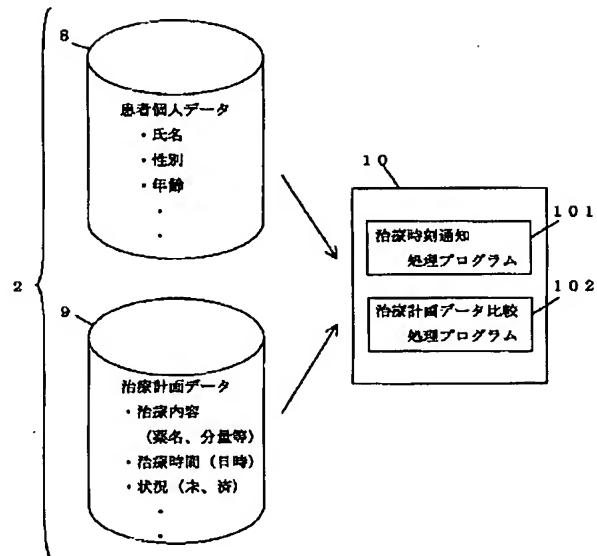 8
患者個人データ
・氏名
・性別
・年齢
・
・
10
101
治療時刻通知
処理プログラム
102
治療計画データ比較
処理プログラム
2
9
治療計画データ
・治療内容
(薬名、分量等)
・治療時間(日時)
・状況(未、済)
・
・